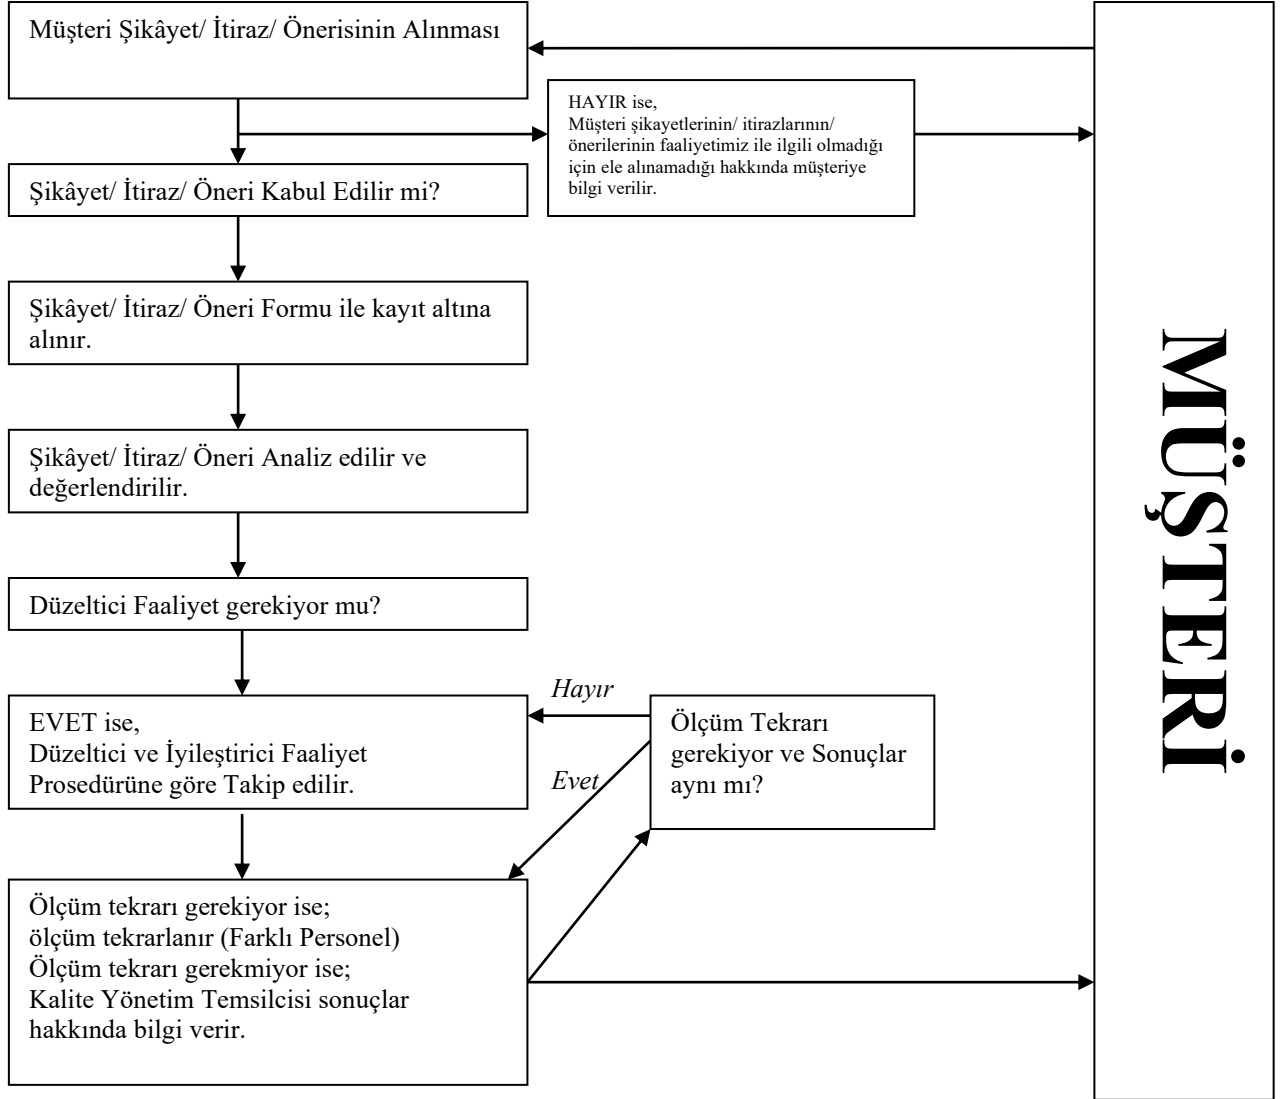 Müşteri Şikâyet/ İtiraz/ Önerisinin Alınması
HAYIR ise,
Müşteri şikayetlerinin/ itirazlarının/
önerilerinin faaliyetimiz ile ilgili olmadığı
için ele alınamadığı hakkında müşteriye
bilgi verilir.
Şikâyet/ İtiraz/ Öneri Kabul Edilir mi?
Şikâyet/ İtiraz/ Öneri Formu ile kayıt altına
alınır.
Şikâyet/ İtiraz/ Öneri Analiz edilir ve
değerlendirilir.
Düzeltici Faaliyet gerekiyor mu?
EVET ise,
Düzeltici ve İyileştirici Faaliyet
Prosedürüne göre Takip edilir.
Hayır
Evet
Ölçüm Tekrarı
gerekiyor ve Sonuçlar
aynı mı?
Ölçüm tekrarı gerekiyor ise;
ölçüm tekrarlanır (Farklı Personel)
Ölçüm tekrarı gerekmiyor ise;
Kalite Yönetim Temsilcisi sonuçlar
hakkında bilgi verir.
MÜŞTERİ